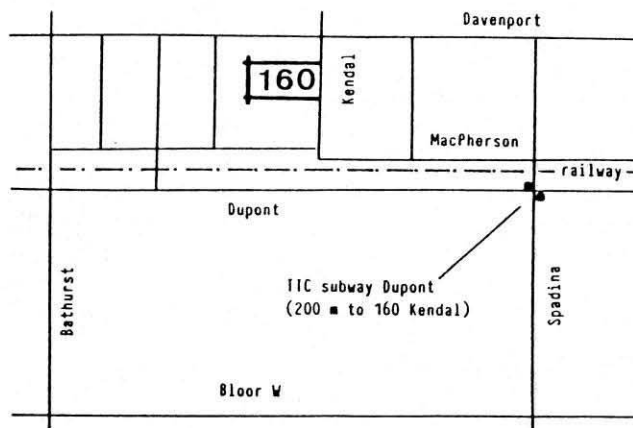 Davenport
160
Kendal
MacPherson
railway
Dupont
TTC subway Dupont
(200 m to 160 Kendal)
Bathurst
Spadina
Bloor W